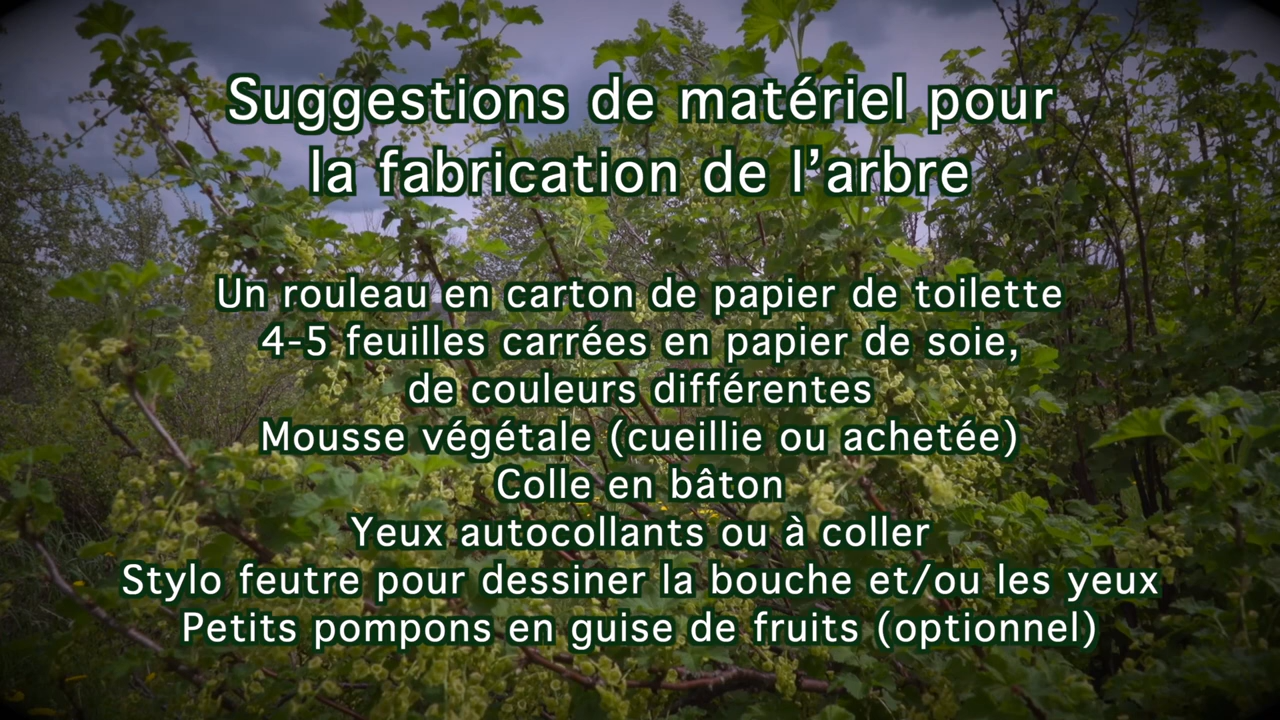 Suggestions de matériel pour
la fabrication de l’arbre
Un rouleau en carton de papier de toilette
4-5 feuilles carrées en papier de soie,
de couleurs différentes
Mousse végétale (cueillie ou achetée)
Colle en bâton
Yeux autocollants ou à coller
Stylo feutre pour dessiner la bouche et/ou les yeux
Petits pompons en guise de fruits (optionnel)